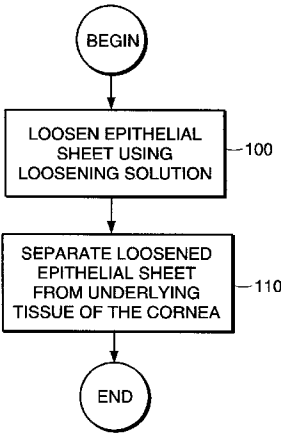 BEGIN
LOOSEN EPITHELIAL
SHEET USING
LOOSENING SOLUTION
100
SEPARATE LOOSENED
EPITHELIAL SHEET
FROM UNDERLYING
TISSUE OF THE CORNEA
110
END